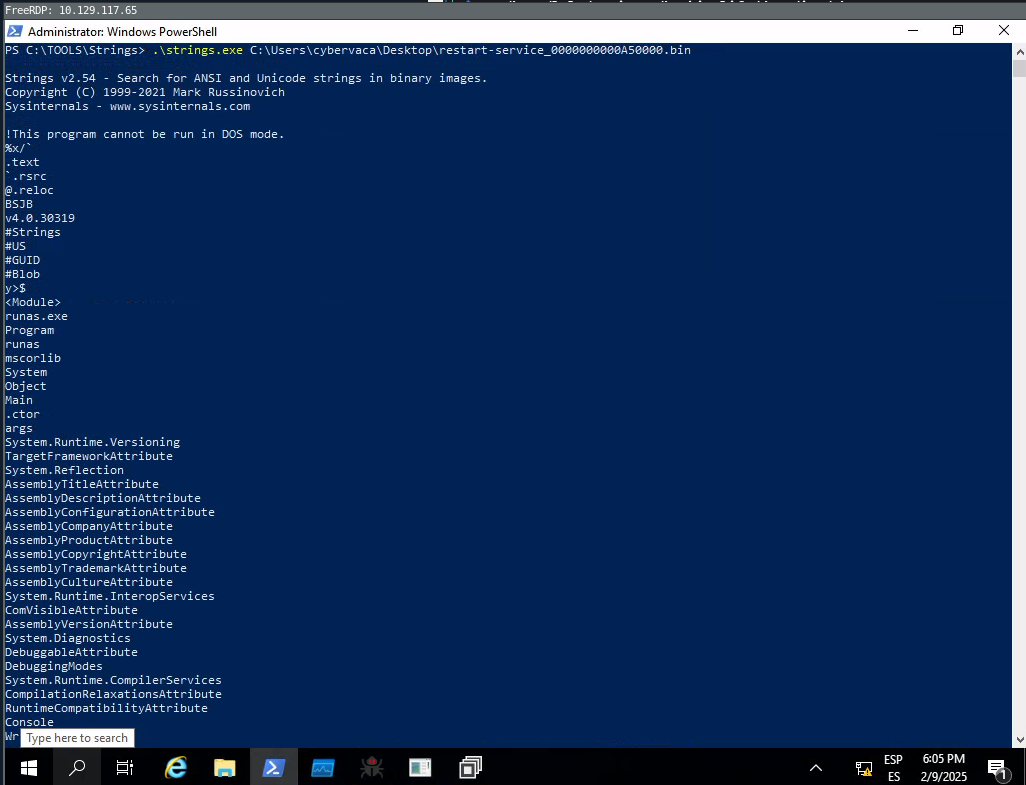 FreeRDP: 10.129.117.65
Administrator: Windows PowerShell
PS C:\TOOLS\Strings> .\strings.exe C:\Users\cybervaca\Desktop\restart-service_0000000000A50000.bin
Strings v2.54 - Search for ANSI and Unicode strings in binary images.
Copyright (C) 1999-2021 Mark Russinovich
Sysinternals - www.sysinternals.com
!This program cannot be run in DOS mode.
%x/`
.text
`.rsrc
@.reloc
BSJB
v4.0.30319
#Strings
#US
#GUID
#Blob
y>$
<Module>
runas.exe
Program
runas
mscorlib
System
Object
Main
.ctor
args
System.Runtime.Versioning
TargetFrameworkAttribute
System.Reflection
AssemblyTitleAttribute
AssemblyDescriptionAttribute
AssemblyConfigurationAttribute
AssemblyCompanyAttribute
AssemblyProductAttribute
AssemblyCopyrightAttribute
AssemblyTrademarkAttribute
AssemblyCultureAttribute
System.Runtime.InteropServices
ComVisibleAttribute
AssemblyVersionAttribute
System.Diagnostics
DebuggableAttribute
DebuggingModes
System.Runtime.CompilerServices
CompilationRelaxationsAttribute
RuntimeCompatibilityAttribute
Console
Wr
Type here to search
ESP
ES
6:05 PM
2/9/2025
1